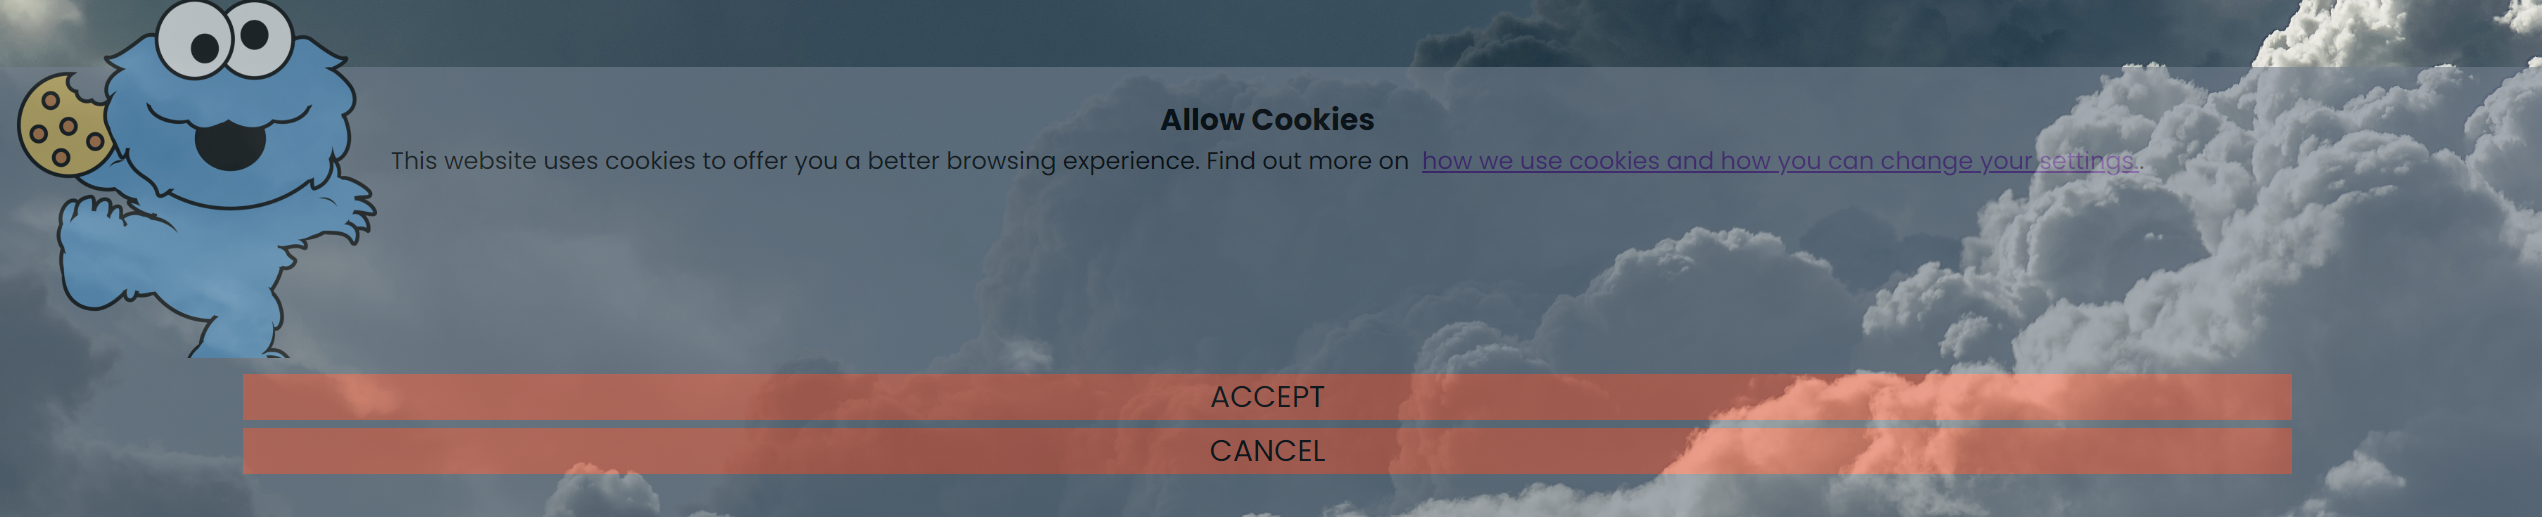 Allow Cookies
This website uses cookies to offer you a better browsing experience. Find out more on how we use cookies and how you can change your settings..
ACCEPT
CANCEL